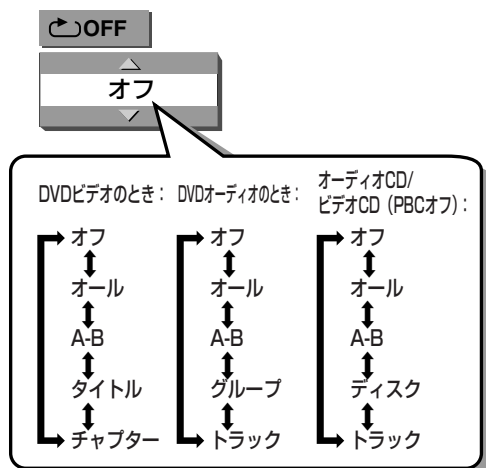 OFF
オフ
DVDビデオのとき：
オフ
オール
A-B
タイトル
チャプター
DVDオーディオのとき：
オフ
オール
A-B
グループ
トラック
オーディオCD/
ビデオCD（PBCオフ）：
オフ
オール
A-B
ディスク
トラック